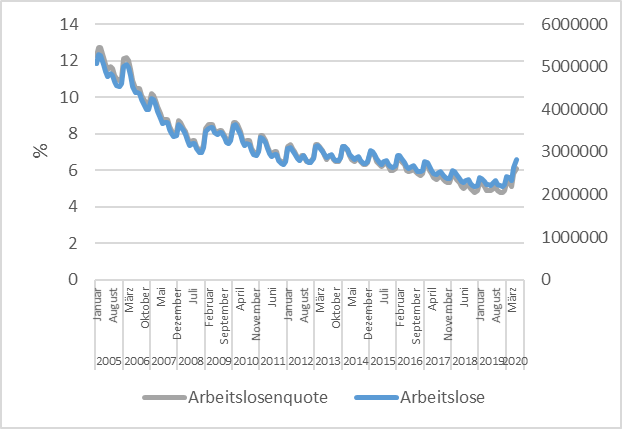 14
12
10
8
6
4
2
0
%
6000000
5000000
4000000
3000000
2000000
1000000
0
Januar
August
März
Oktober
Mai
Dezember
Juli
Februar
September
April
November
Juni
Januar
August
März
Oktober
Mai
Dezember
Juli
Februar
September
April
November
Juni
Januar
August
März
2005 2006 2007 2008 2009 2010 2011 2012 2013 2014 2015 2016 2017 2018 2019 2020
Arbeitslosenquote Arbeitslose